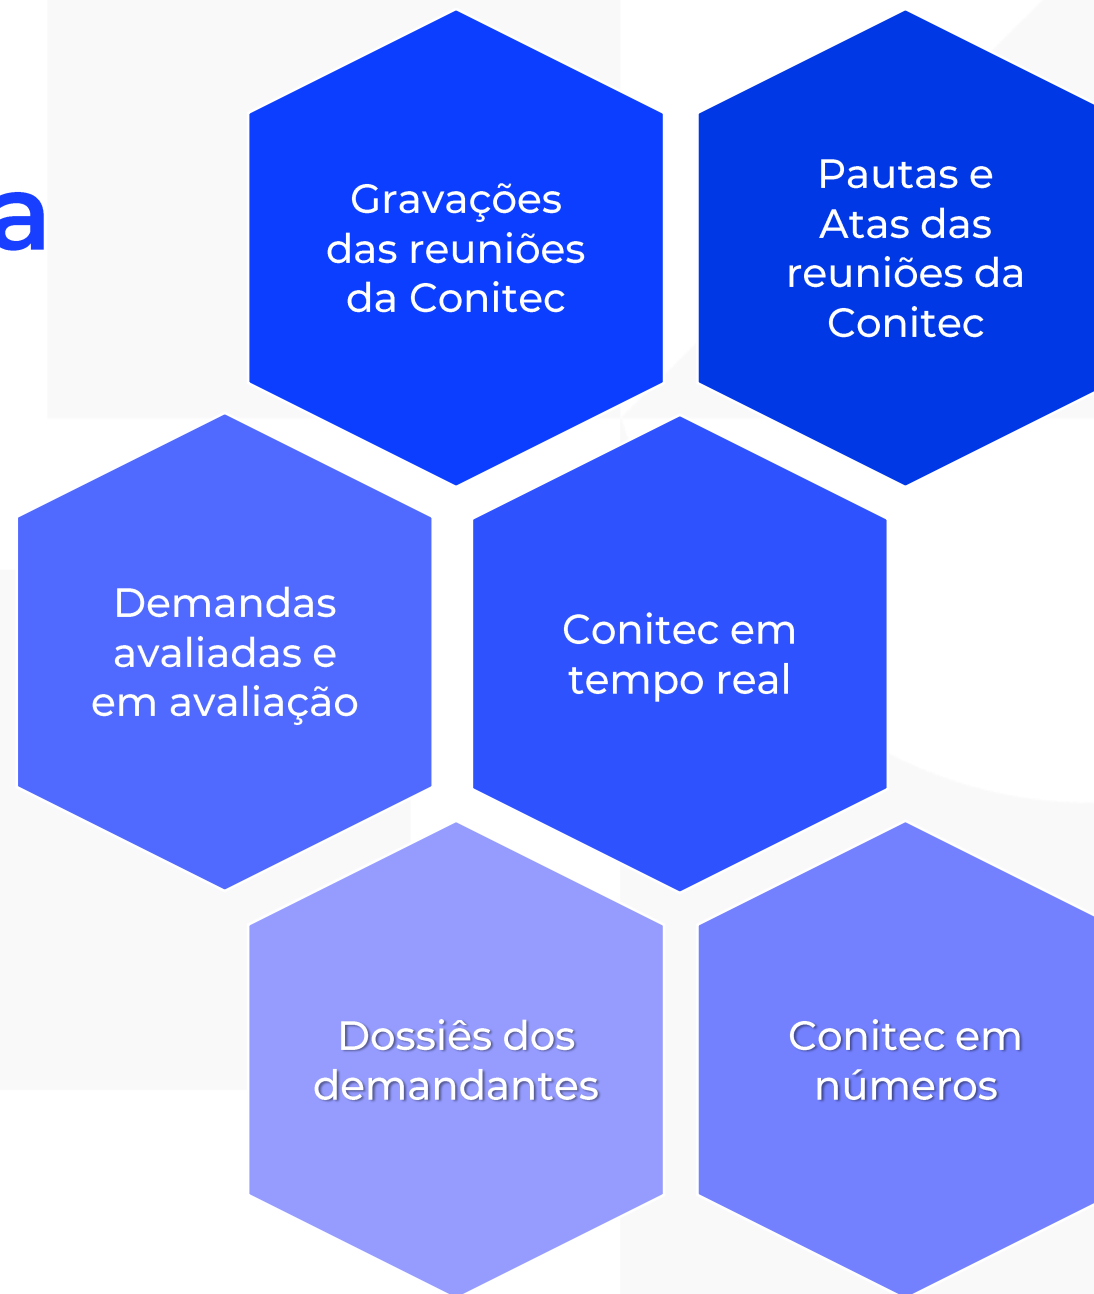 a
Gravações
das reuniões
da Conitec
Pautas e
Atas das
reuniões da
Conitec
Demandas
avaliadas e
em avaliação
Conitec em
tempo real
Dossiês dos
demandantes
Conitec em
números